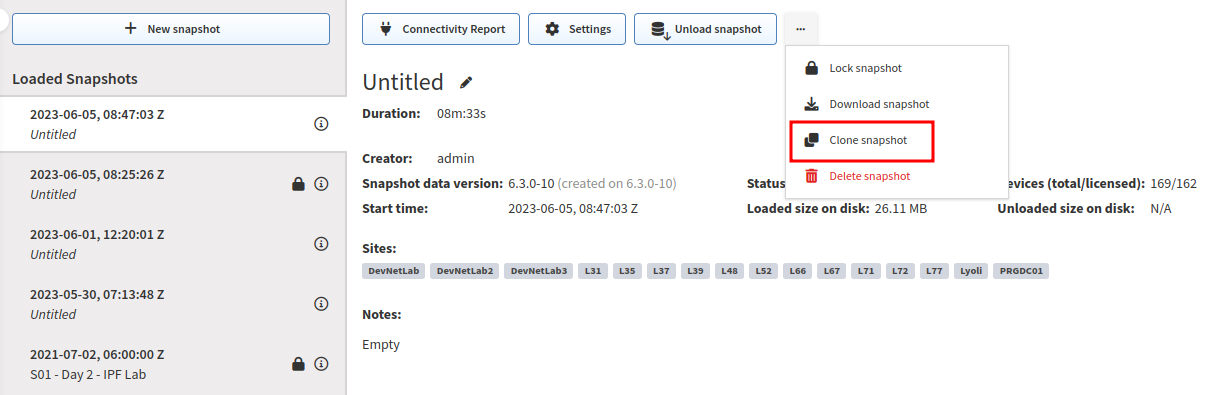 New snapshot
Loaded Snapshots
2023-06-05, 08:47:03 Z
Untitled
2023-06-05, 08:25:26 Z
Untitled
2023-06-01, 12:20:01 Z
Untitled
2023-05-30, 07:13:48 Z
Untitled
2021-07-02, 06:00:00 Z
S01 - Day 2 - IPF Lab
Connectivity Report Settings Unload snapshot ...
Lock snapshot
Download snapshot
Clone snapshot
Delete snapshot
Untitled
Duration: 08m:33s
Creator: admin
Snapshot data version: 6.3.0-10 (created on 6.3.0-10) Status evices (total/licensed): 169/162
Start time: 2023-06-05, 08:47:03 Z Loaded size on disk: 26.11 MB Unloaded size on disk: N/A
Sites:
DevNetLab DevNetLab2 DevNetLab3 L31 L35 L37 L39 L48 L52 L66 L67 L71 L72 L77 Lyoli PRGDC01
Notes:
Empty